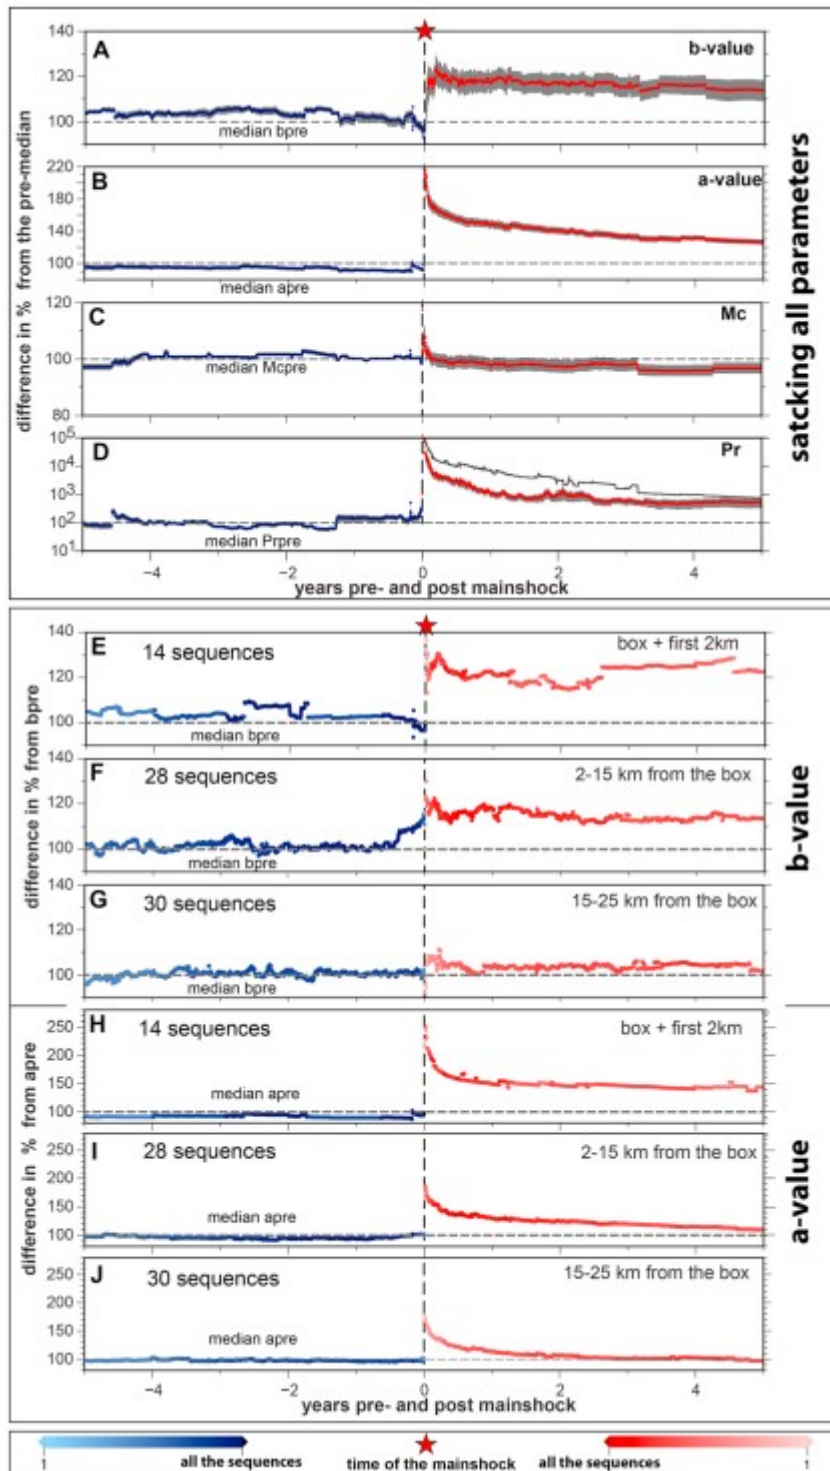 difference in % from the pre-median
satcking all parameters
A
b-value
140
120
100
median bpre
B
a-value
220
180
140
100
median apre
C
Mc
120
100
80
median Mcpre
D
Pr
10⁵
10⁴
10³
10²
10¹
median Prpre
−4 −2 0 2 4
years pre- and post mainshock
difference in % from bpre
b-value
E
14 sequences
box + first 2km
140
120
100
median bpre
F
28 sequences
2-15 km from the box
140
120
100
median bpre
G
30 sequences
15-25 km from the box
140
120
100
median bpre
difference in % from apre
a-value
H
14 sequences
box + first 2km
250
200
150
100
median apre
I
28 sequences
2-15 km from the box
250
200
150
100
median apre
J
30 sequences
15-25 km from the box
250
200
150
100
median apre
−4 −2 0 2 4
years pre- and post mainshock
1 all the sequences time of the mainshock all the sequences 1